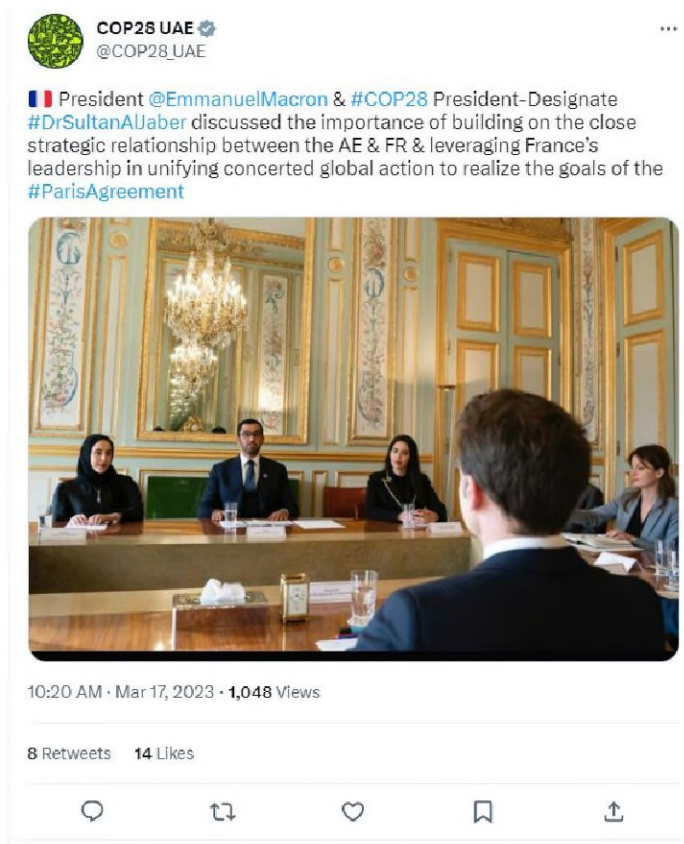 COP28 UAE
@COP28_UAE
President @EmmanuelMacron & #COP28 President-Designate
#DrSultanAlJaber discussed the importance of building on the close
strategic relationship between the AE & FR & leveraging France's
leadership in unifying concerted global action to realize the goals of the
#ParisAgreement
10:20 AM · Mar 17, 2023 · 1,048 Views
8 Retweets 14 Likes